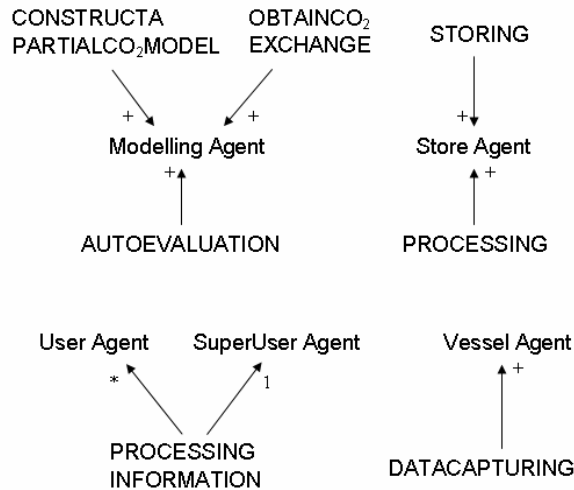 CONSTRUCTA
PARTIALCO₂MODEL
OBTAINCO₂
EXCHANGE
STORING
+
+
+
Modelling Agent
Store Agent
+
+
AUTOEVALUATION
PROCESSING
User Agent
SuperUser Agent
Vessel Agent
*
1
+
PROCESSING
INFORMATION
DATACAPTURING